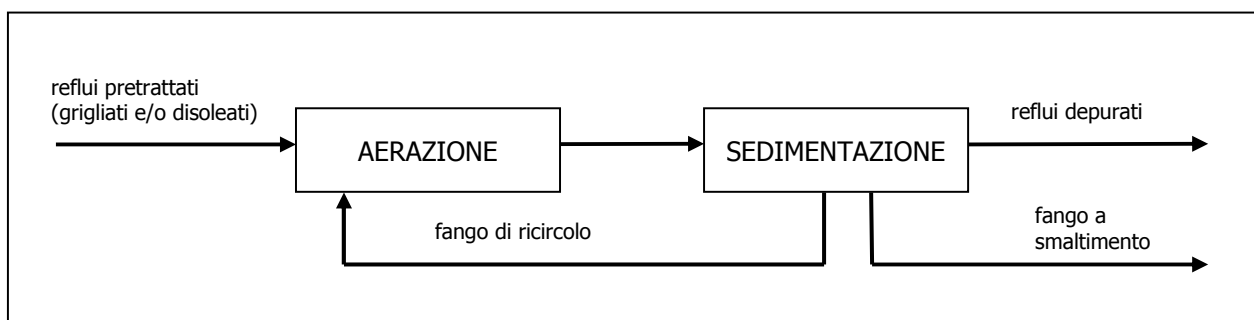 reflui pretrattati
(grigliati e/o disoleati)
AERAZIONE
SEDIMENTAZIONE
reflui depurati
fango di ricircolo
fango a
smaltimento